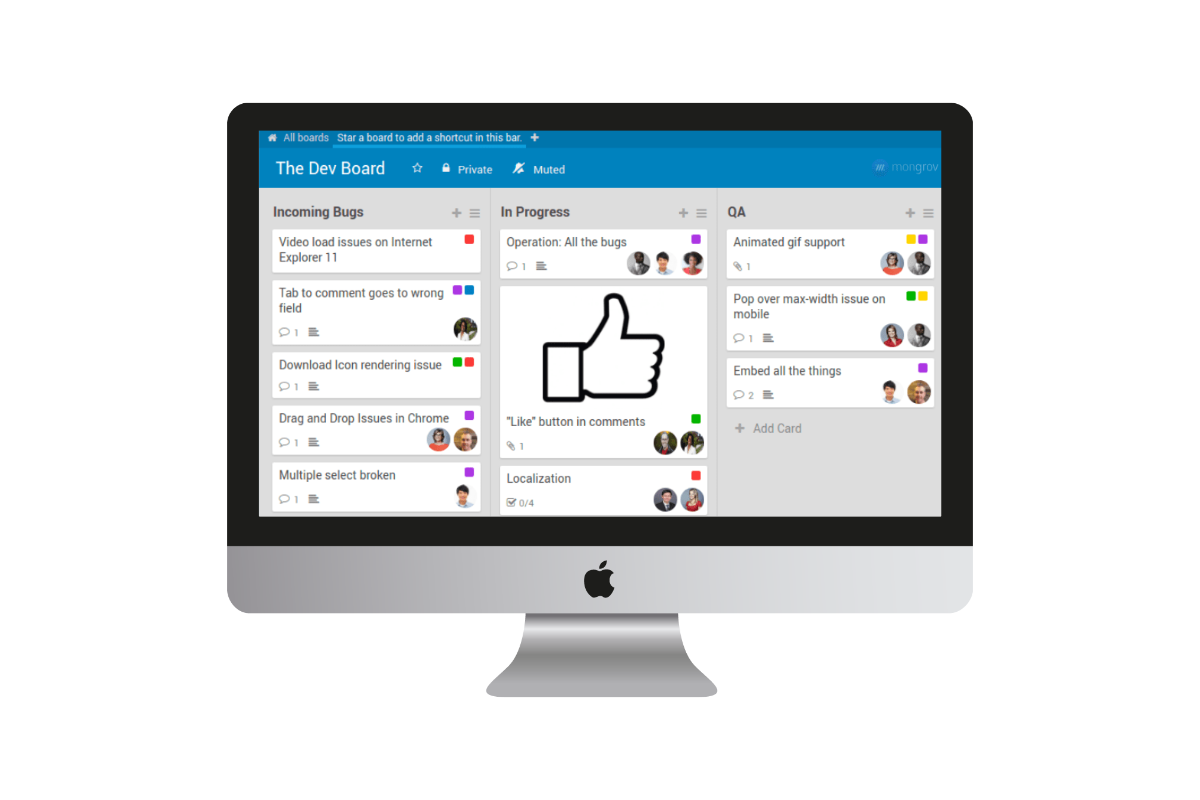 All boards Star a board to add a shortcut in this bar.
The Dev Board Private Muted
mongrov
Incoming Bugs
Video load issues on Internet
Explorer 11
Tab to comment goes to wrong
field
1
Download Icon rendering issue
1
Drag and Drop Issues in Chrome
1
Multiple select broken
1
In Progress
Operation: All the bugs
1
"Like" button in comments
1
Localization
0/4
QA
Animated gif support
1
Pop over max-width issue on
mobile
1
Embed all the things
2
Add Card